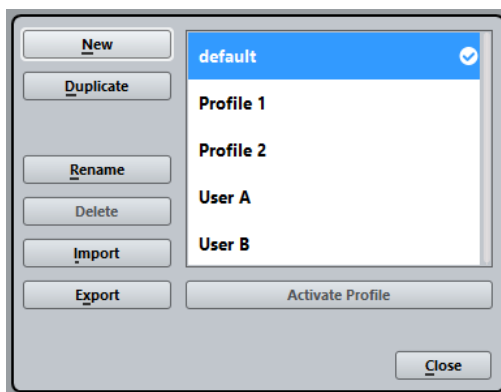 New
Duplicate
Rename
Delete
Import
Export
default
Profile 1
Profile 2
User A
User B
Activate Profile
Close